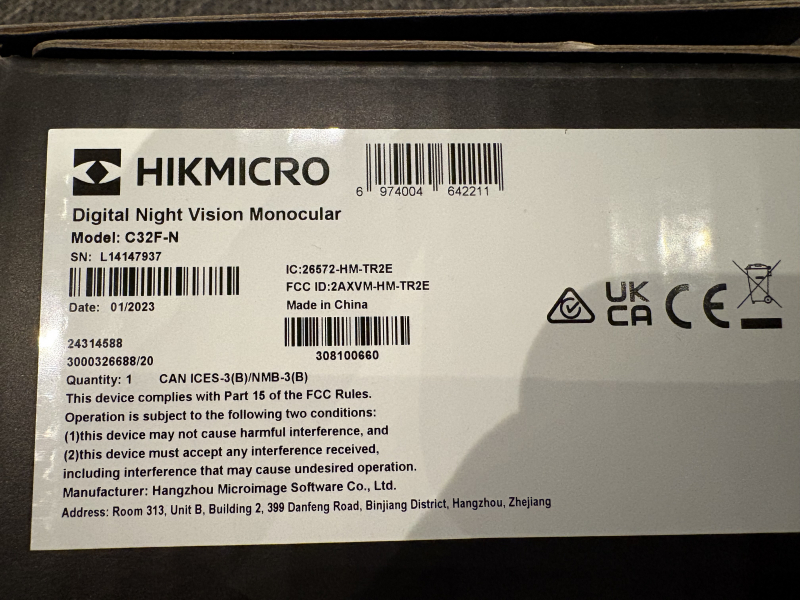 HIKMICRO
6 974004 642211
Digital Night Vision Monocular
Model: C32F-N
SN: L14147937
IC:26572-HM-TR2E
FCC ID:2AXVM-HM-TR2E
Date: 01/2023
Made in China
24314588
308100660
3000326688/20
Quantity: 1 CAN ICES-3(B)/NMB-3(B)
This device complies with Part 15 of the FCC Rules.
Operation is subject to the following two conditions:
(1)this device may not cause harmful interference, and
(2)this device must accept any interference received,
including interference that may cause undesired operation.
Manufacturer: Hangzhou Microimage Software Co., Ltd.
Address: Room 313, Unit B, Building 2, 399 Danfeng Road, Binjiang District, Hangzhou, Zhejiang
UK
CA
CE